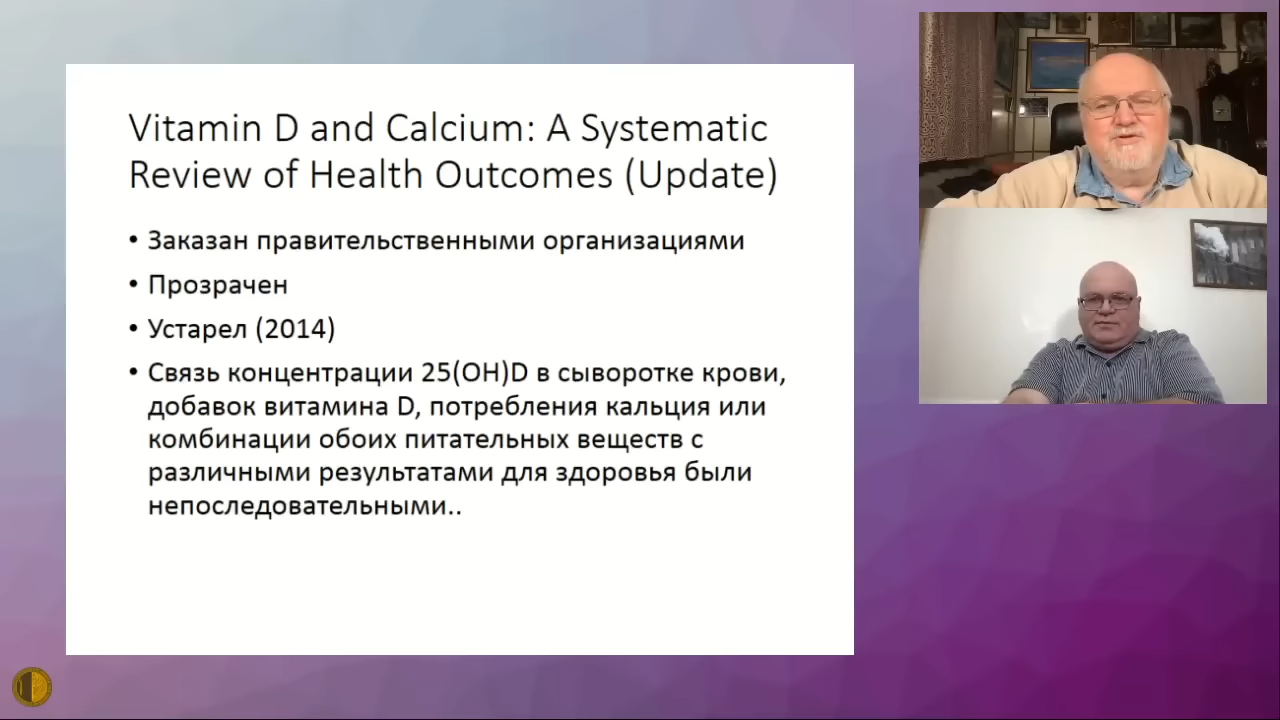 Vitamin D and Calcium: A Systematic
Review of Health Outcomes (Update)
• Заказан правительственными организациями
• Прозрачен
• Устарел (2014)
• Связь концентрации 25(OH)D в сыворотке крови,
добавок витамина D, потребления кальция или
комбинации обоих питательных веществ с
различными результатами для здоровья были
непоследовательными..